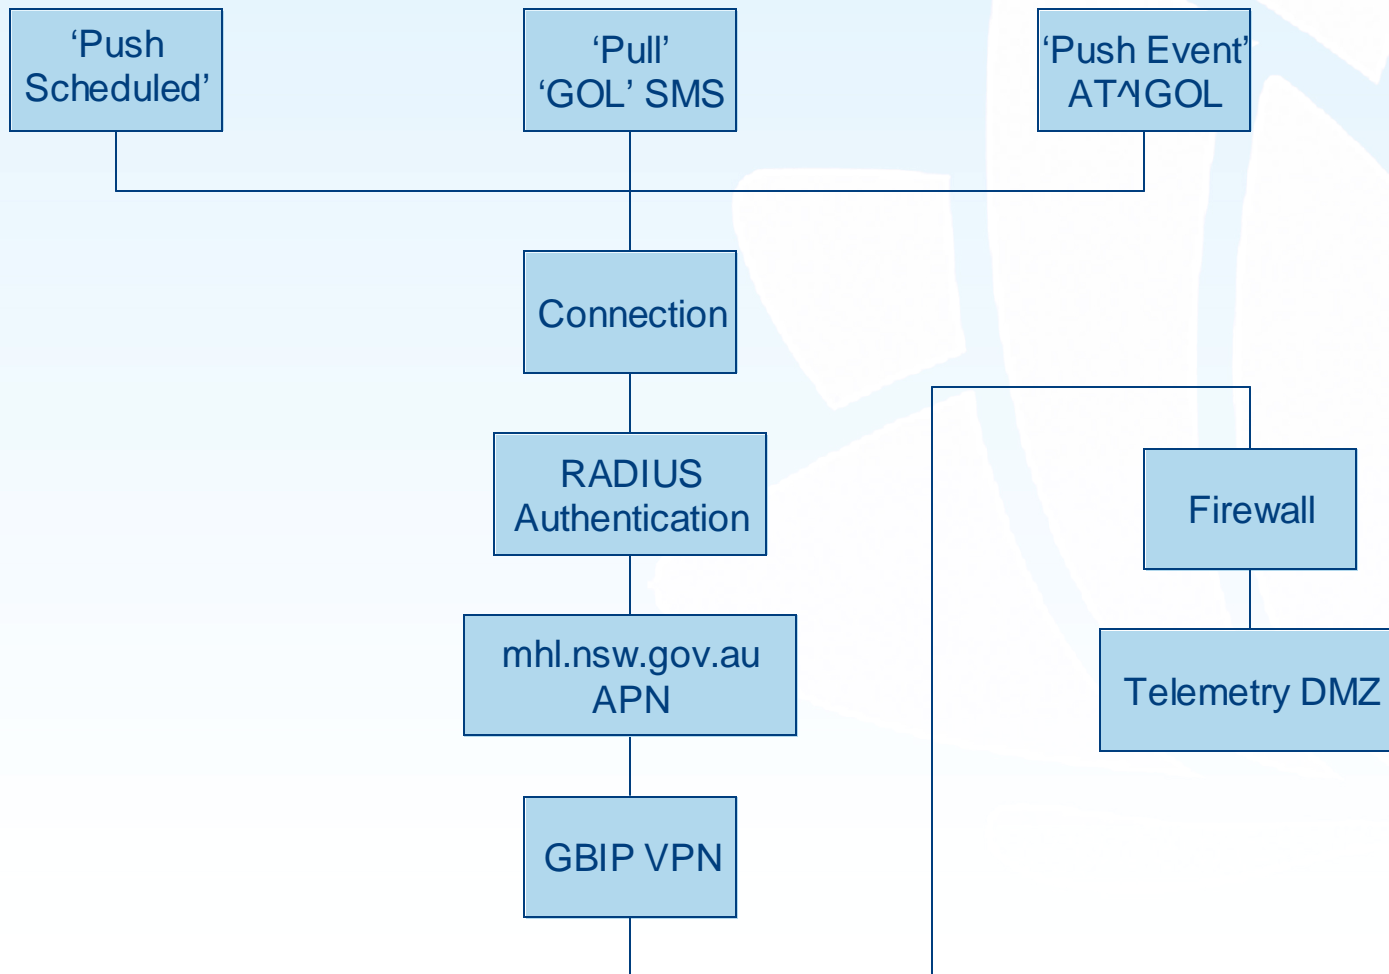 ‘Push
Scheduled’
‘Pull’
‘GOL’ SMS
‘Push Event’
AT^IGOL
Connection
RADIUS
Authentication
mhl.nsw.gov.au
APN
GBIP VPN
Firewall
Telemetry DMZ